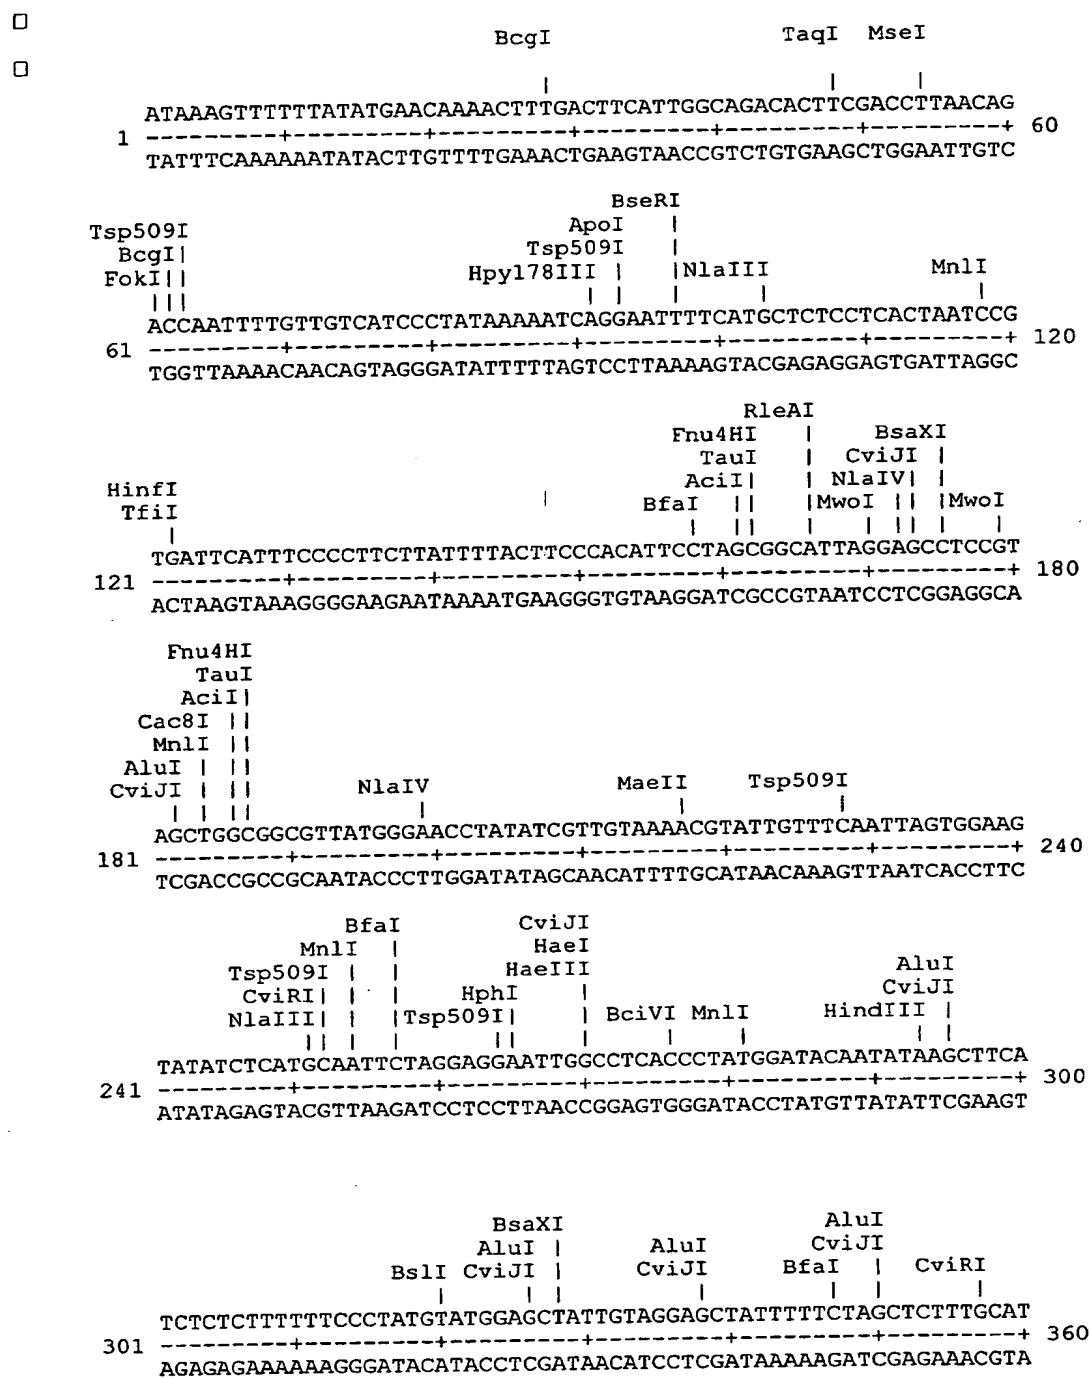 BcgI TaqI MseI
ATAAAGTTTTTTTATATGAACAAAACTTTGACTTCATTGGCAGACACTTCGACCTTAACAG
1 ---------+---------+---------+---------+---------+---------+ 60
TATTTCAAAAAATATACTTGTTTTGAAACTGAAGTAACCGTCTGTGAAGCTGGAATTGTC
BseRI
Tsp509I ApoI |
BcgI| Tsp509I |
FokI|| Hpy178III | |NlaIII MnlI
||| | | | | |
ACCAATTTTGTTGTCATCCCTATAAAAATCAGGAATTTTCATGCTCTCCTCACTAATCCG
61 ---------+---------+---------+---------+---------+---------+ 120
TGGTTAAAACAACAGTAGGGATATTTTTAGTCCTTAAAAGTACGAGAGGAGTGATTAGGC
RleAI
Fnu4HI | BsaXI
TauI | CviJI |
HinfI AciI| | NlaIV| |
TfiI BfaI || |MwoI || |MwoI
| | || | | || | |
TGATTCATTTCCCCTTCTTATTTTACTTCCCACATTCCTAGCGGCATTAGGAGCCTCCGT
121 ---------+---------+---------+---------+---------+---------+ 180
ACTAAGTAAAGGGGAAGAATAAAATGAAGGGTGTAAGGATCGCCGTAATCCTCGGAGGCA
Fnu4HI
TauI
AciI|
Cac8I ||
MnlI ||
AluI | ||
CviJI | || NlaIV MaeII Tsp509I
| | || | | |
AGCTGGCGGCGTTATGGGAACCTATATCGTTGTAAAACGTATTGTTTCAATTAGTGGAAG
181 ---------+---------+---------+---------+---------+---------+ 240
TCGACCGCCGCAATACCCTTGGATATAGCAACATTTTGCATAACAAAGTTAATCACCTTC
BfaI CviJI
MnlI | HaeI
Tsp509I | | HaeIII AluI
CviRI| | | HphI | CviJI
NlaIII| | |Tsp509I| | BciVI MnlI HindIII |
|| | | || | | | | |
TATATCTCATGCAATTCTAGGAGGAATTGGCCTCACCCTATGGATACAATATAAGCTTCA
241 ---------+---------+---------+---------+---------+---------+ 300
ATATAGAGTACGTTAAGATCCTCCTTAACCGGAGTGGGATACCTATGTTATATTCGAAGT
BsaXI AluI
AluI | AluI CviJI
BslI CviJI | CviJI BfaI | CviRI
| | | | | | |
TCTCTCTTTTTTCCCTATGTATGGAGCTATTGTAGGAGCTATTTTTCTAGCTCTTTGCAT
301 ---------+---------+---------+---------+---------+---------+ 360
AGAGAGAAAAAAGGGATACATACCTCGATAACATCCTCGATAAAAAGATCGAGAAACGTA